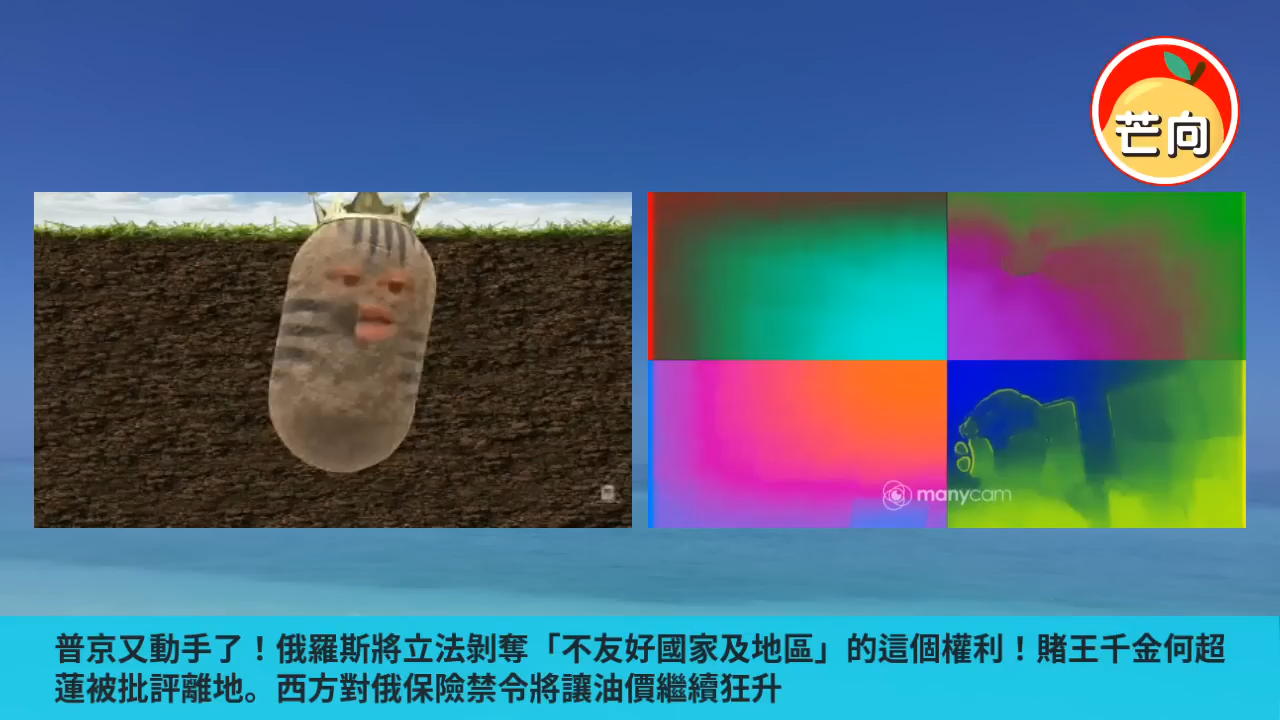 芒向
manycam
普京又動手了！俄羅斯將立法剝奪「不友好國家及地區」的這個權利！賭王千金何超
蓮被批評離地。西方對俄保險禁令將讓油價繼續狂升